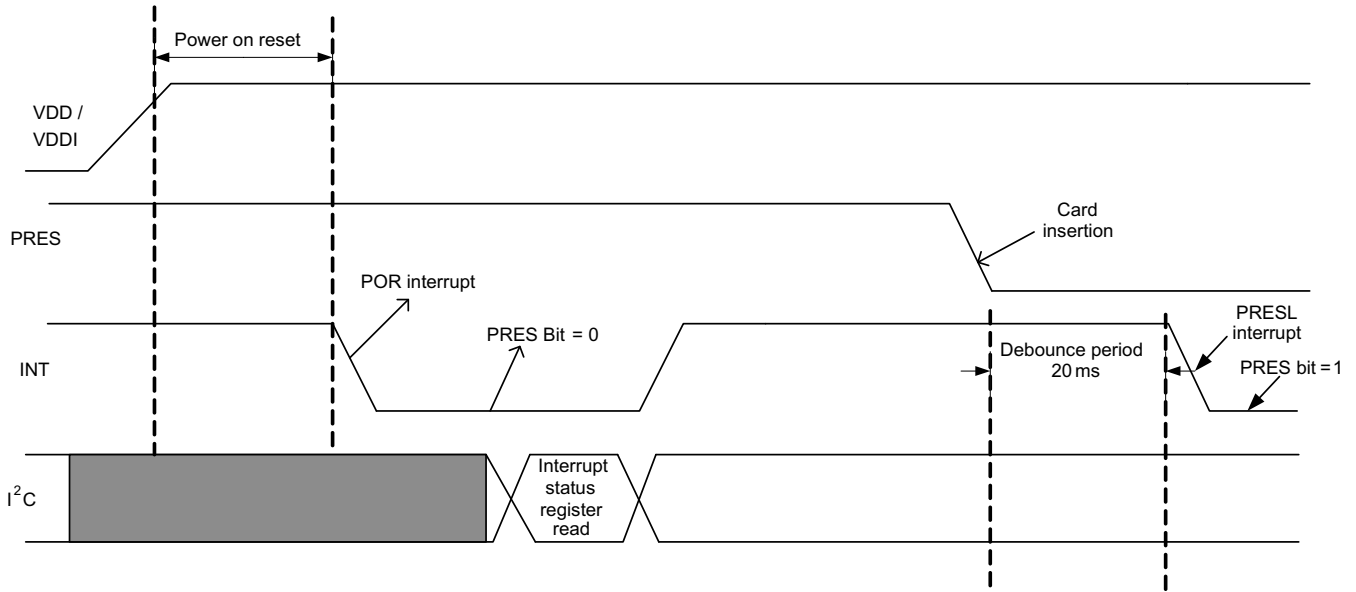 Power on reset
VDD /
VDDI
PRES
Card
insertion
POR interrupt
PRES Bit = 0
PRESL
interrupt
INT
Debounce period
20 ms
PRES bit = 1
I²C
Interrupt
status
register
read